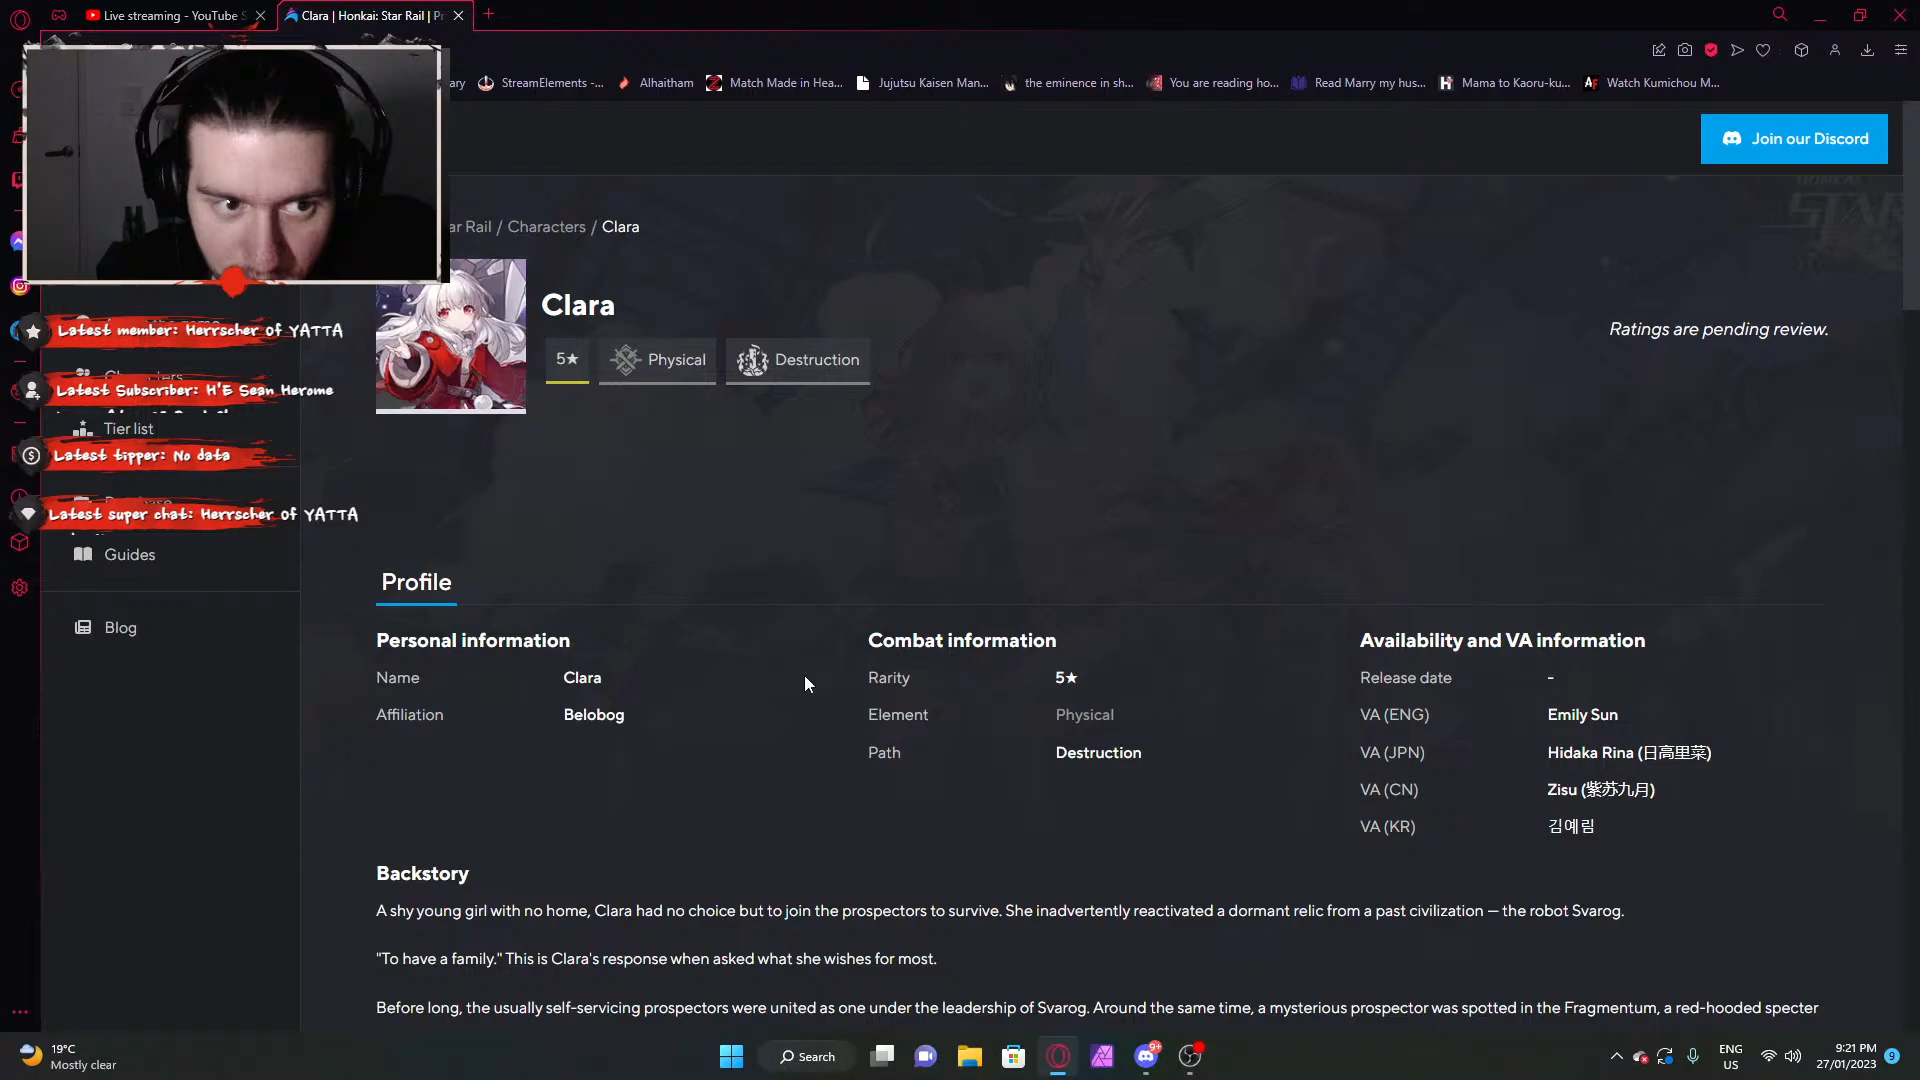 Live streaming - YouTube S
Clara | Honkai: Star Rail | Pr
ary
StreamElements -...
Alhaitham
Match Made in Hea...
Jujutsu Kaisen Man...
the eminence in sh...
You are reading ho...
Read Marry my hus...
Mama to Kaoru-ku...
Watch Kumichou M...
Join our Discord
ar Rail / Characters / Clara
Clara
5★
Physical
Destruction
Ratings are pending review.
Latest member: Herrscher of YATTA
Latest Subscriber: H'E Sean Herome
Tier list
Latest tipper: No data
Latest super chat: Herrscher of YATTA
Guides
Blog
Profile
Personal information
Name Clara
Affiliation Belobog
Combat information
Rarity 5★
Element Physical
Path Destruction
Availability and VA information
Release date -
VA (ENG) Emily Sun
VA (JPN) Hidaka Rina (日高里菜)
VA (CN) Zisu (紫苏九月)
VA (KR) 김예림
Backstory
A shy young girl with no home, Clara had no choice but to join the prospectors to survive. She inadvertently reactivated a dormant relic from a past civilization — the robot Svarog.
"To have a family." This is Clara's response when asked what she wishes for most.
Before long, the usually self-servicing prospectors were united as one under the leadership of Svarog. Around the same time, a mysterious prospector was spotted in the Fragmentum, a red-hooded specter
19°C
Mostly clear
Search
9+
ENG
US
9:21 PM
27/01/2023
9